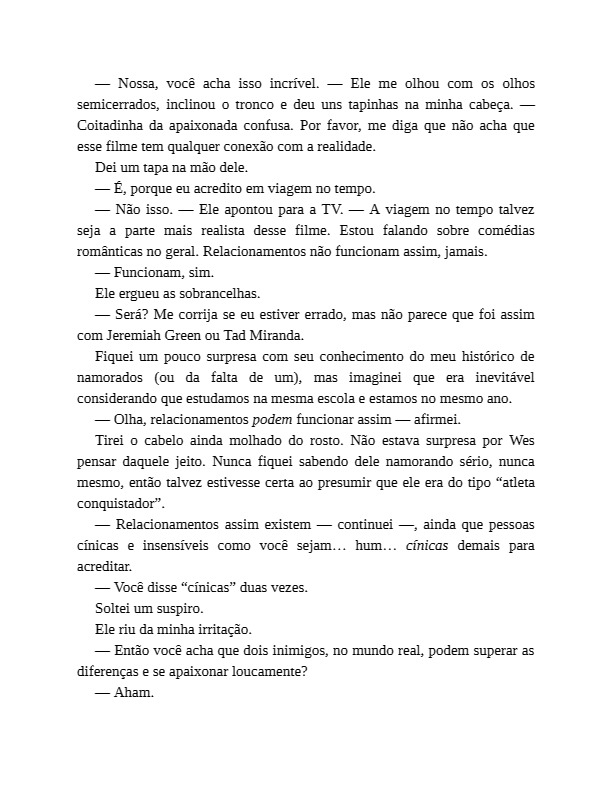 — Nossa, você acha isso incrível. — Ele me olhou com os olhos
semicerrados, inclinou o tronco e deu uns tapinhas na minha cabeça. —
Coitadinha da apaixonada confusa. Por favor, me diga que não acha que
esse filme tem qualquer conexão com a realidade.
Dei um tapa na mão dele.
— É, porque eu acredito em viagem no tempo.
— Não isso. — Ele apontou para a TV. — A viagem no tempo talvez
seja a parte mais realista desse filme. Estou falando sobre comédias
românticas no geral. Relacionamentos não funcionam assim, jamais.
— Funcionam, sim.
Ele ergueu as sobrancelhas.
— Será? Me corrija se eu estiver errado, mas não parece que foi assim
com Jeremiah Green ou Tad Miranda.
Fiquei um pouco surpresa com seu conhecimento do meu histórico de
namorados (ou da falta de um), mas imaginei que era inevitável
considerando que estudamos na mesma escola e estamos no mesmo ano.
— Olha, relacionamentos podem funcionar assim — afirmei.
Tirei o cabelo ainda molhado do rosto. Não estava surpresa por Wes
pensar daquele jeito. Nunca fiquei sabendo dele namorando sério, nunca
mesmo, então talvez estivesse certa ao presumir que ele era do tipo “atleta
conquistador”.
— Relacionamentos assim existem — continuei —, ainda que pessoas
cínicas e insensíveis como você sejam… hum… cínicas demais para
acreditar.
— Você disse “cínicas” duas vezes.
Soltei um suspiro.
Ele riu da minha irritação.
— Então você acha que dois inimigos, no mundo real, podem superar as
diferenças e se apaixonar loucamente?
— Aham.